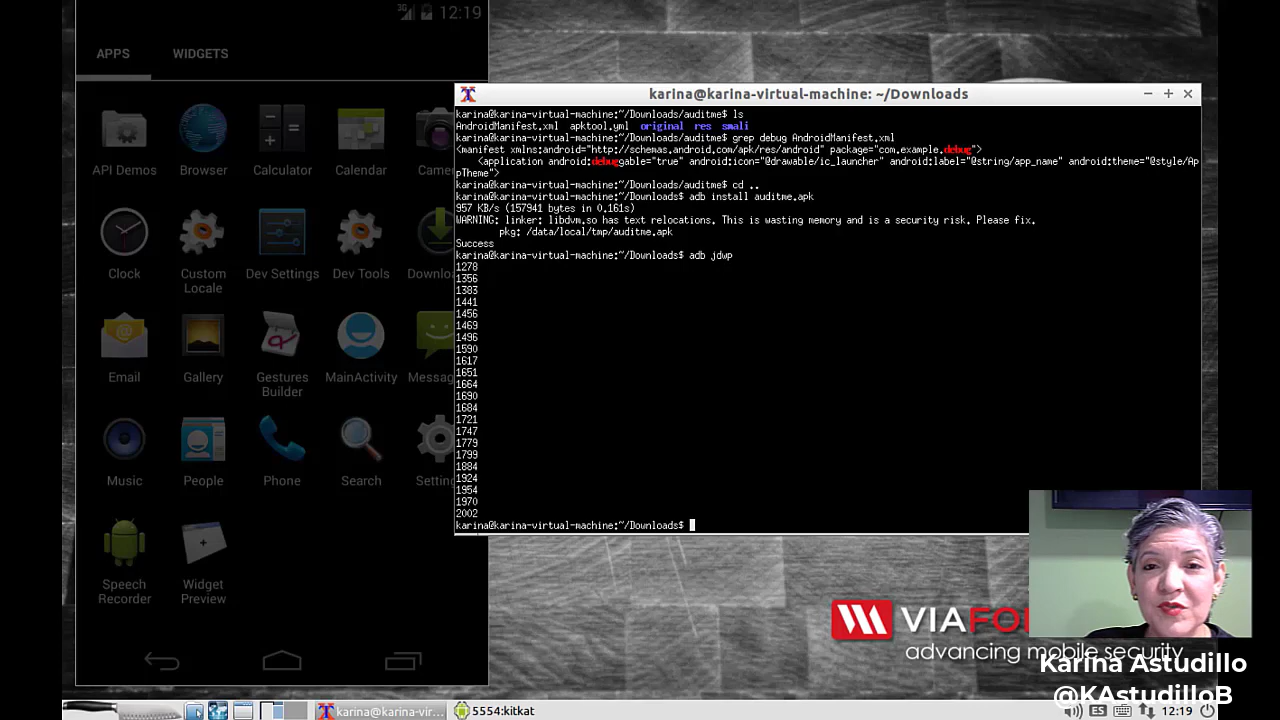 3G 12:19
APPS WIDGETS
API Demos Browser Calculator Calendar Came
Clock Custom Locale Dev Settings Dev Tools Downlo
Email Gallery Gestures Builder MainActivity Messag
Music People Phone Search Settin
Speech Recorder Widget Preview
karina@karina-virtual-machine: ~/Downloads
karina@karina-virtual-machine:~/Downloads/auditme$ ls
AndroidManifest.xml apktool.yml original res smali
karina@karina-virtual-machine:~/Downloads/auditme$ grep debug AndroidManifest.xml
<manifest xmlns:android="http://schemas.android.com/apk/res/android" package="com.example.debug">
<application android:debuggable="true" android:icon="@drawable/ic_launcher" android:label="@string/app_name" android:theme="@style/Ap
pTheme">
karina@karina-virtual-machine:~/Downloads/auditme$ cd ..
karina@karina-virtual-machine:~/Downloads$ adb install auditme.apk
957 KB/s (157941 bytes in 0.161s)
WARNING: linker: libdvm.so has text relocations. This is wasting memory and is a security risk. Please fix.
pkg: /data/local/tmp/auditme.apk
Success
karina@karina-virtual-machine:~/Downloads$ adb jdwp
1278
1356
1383
1441
1456
1469
1496
1590
1617
1651
1664
1690
1684
1721
1747
1779
1799
1884
1924
1954
1970
2002
karina@karina-virtual-machine:~/Downloads$
VIAFO
advancing mobile security
Karina Astudillo
@KAstudilloB
karina@karina-vir...
5554:kitkat
ES 12:19